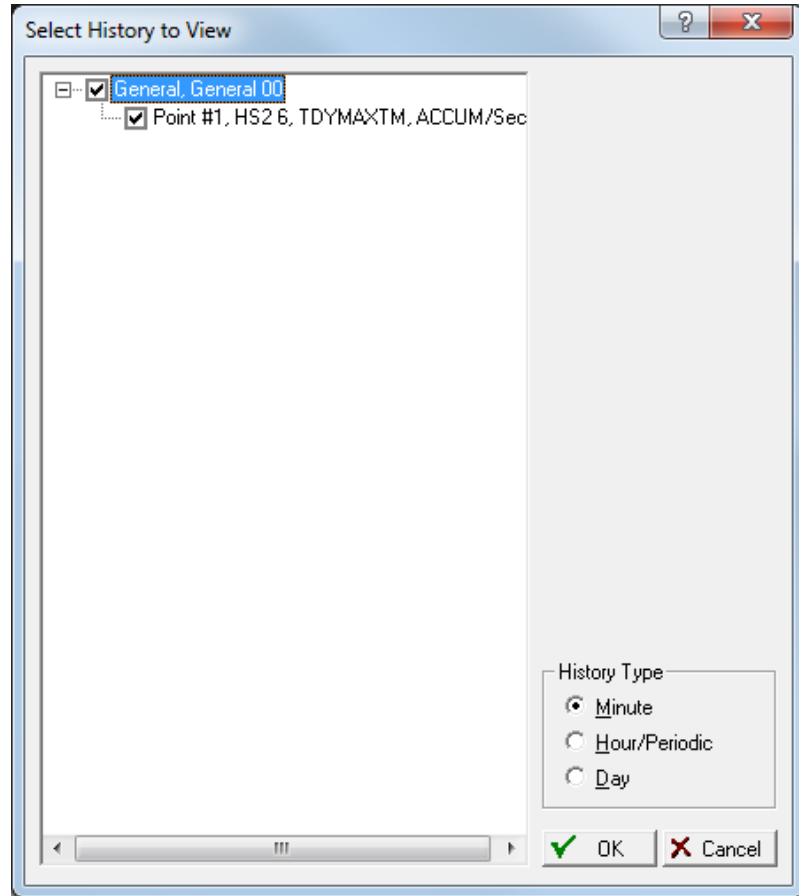 Select History to View
General, General 00
Point #1, HS2 6, TDYMAXTM, ACCUM/Sec
History Type
Minute
Hour/Periodic
Day
OK
Cancel